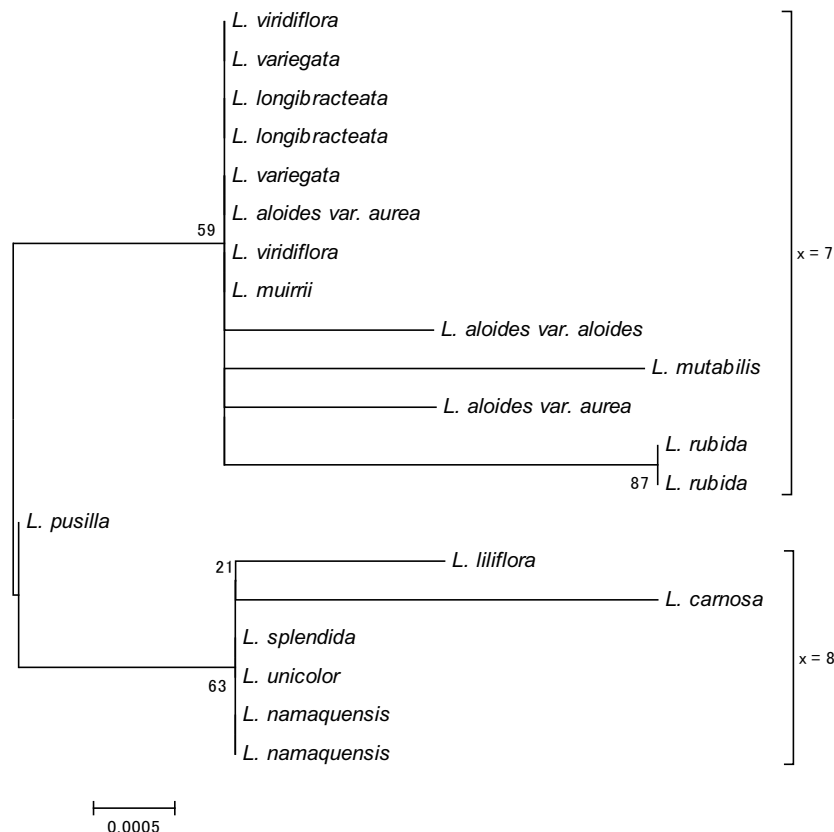 L. viridiflora
L. variegata
L. longibracteata
L. longibracteata
L. variegata
L. aloides var. aurea
59
L. viridiflora
x = 7
L. muirrii
L. aloides var. aloides
L. mutabilis
L. aloides var. aurea
L. rubida
87
L. rubida
L. pusilla
21
L. liliflora
L. carnosa
L. splendida
x = 8
63
L. unicolor
L. namaquensis
L. namaquensis
0.0005